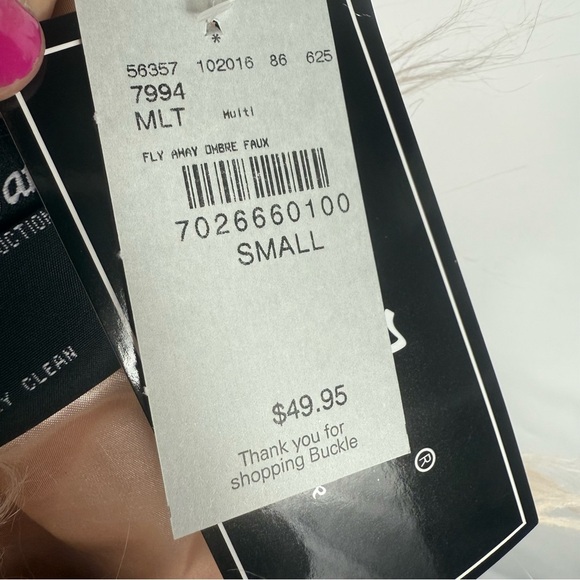 *
56357 102016 86 625
7994
MLT Multi
FLY AWAY OMBRE FAUX
7026660100
SMALL
$49.95
Thank you for
shopping Buckle
®
CLEAN